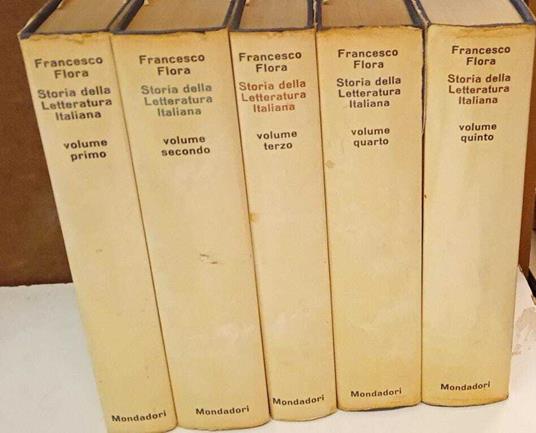 Francesco
Flora
Storia della
Letteratura
Italiana
volume
primo
Mondadori
Francesco
Flora
Storia della
Letteratura
Italiana
volume
secondo
Mondadori
Francesco
Flora
Storia della
Letteratura
Italiana
volume
terzo
Mondadori
Francesco
Flora
Storia della
Letteratura
Italiana
volume
quarto
Mondadori
Francesco
Flora
Storia della
Letteratura
Italiana
volume
quinto
Mondadori